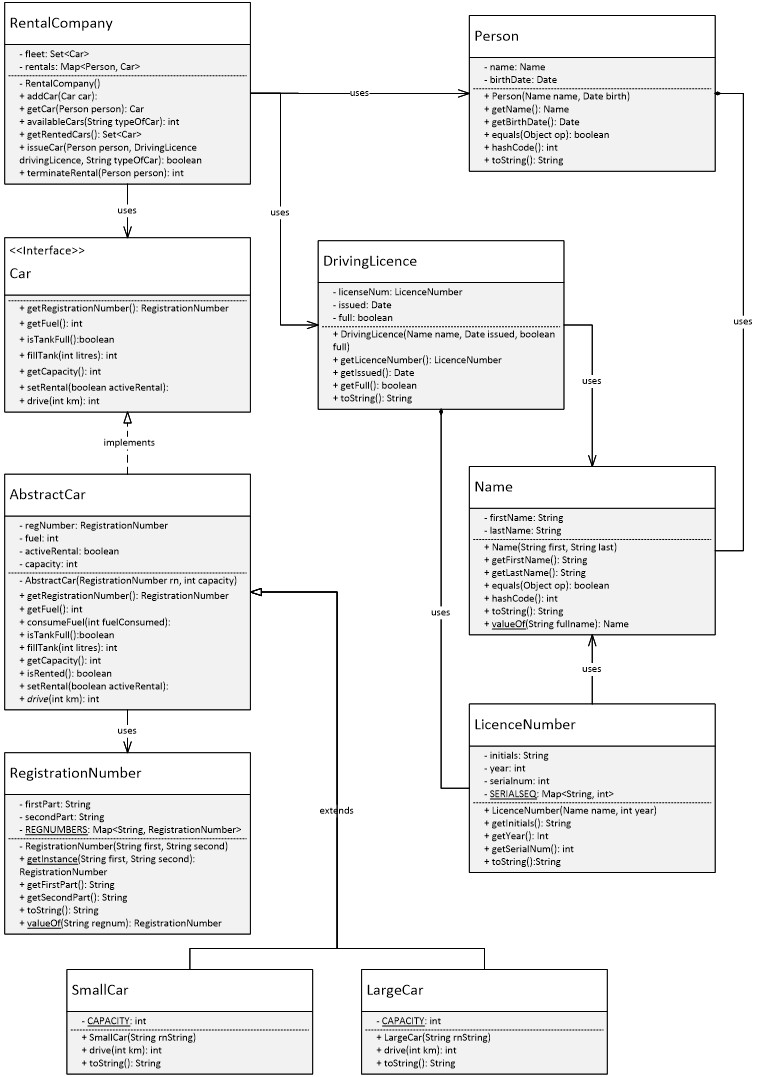 RentalCompany
- fleet: Set<Car>
- rentals: Map<Person, Car>
- RentalCompany()
+ addCar(Car car):
+ getCar(Person person): Car
+ availableCars(String typeOfCar): int
+ getRentedCars(): Set<Car>
+ issueCar(Person person, DrivingLicence
drivingLicence, String typeOfCar): boolean
+ terminateRental(Person person): int
uses
Person
- name: Name
- birthDate: Date
+ Person(Name name, Date birth)
+ getName(): Name
+ getBirthDate(): Date
+ equals(Object op): boolean
+ hashCode(): int
+ toString(): String
uses
uses
<<Interface>>
Car
+ getRegistrationNumber(): RegistrationNumber
+ getFuel(): int
+ isTankFull():boolean
+ fillTank(int litres): int
+ getCapacity(): int
+ setRental(boolean activeRental):
+ drive(int km): int
DrivingLicence
- licenseNum: LicenceNumber
- issued: Date
- full: boolean
+ DrivingLicence(Name name, Date issued, boolean
full)
+ getLicenceNumber(): LicenceNumber
+ getIssued(): Date
+ getFull(): boolean
+ toString(): String
uses
uses
implements
AbstractCar
- regNumber: RegistrationNumber
- fuel: int
- activeRental: boolean
- capacity: int
- AbstractCar(RegistrationNumber rn, int capacity)
+ getRegistrationNumber(): RegistrationNumber
+ getFuel(): int
+ consumeFuel(int fuelConsumed):
+ isTankFull():boolean
+ fillTank(int litres): int
+ getCapacity(): int
+ isRented(): boolean
+ setRental(boolean activeRental):
+ drive(int km): int
Name
- firstName: String
- lastName: String
+ Name(String first, String last)
+ getFirstName(): String
+ getLastName(): String
+ equals(Object op): boolean
+ hashCode(): int
+ toString(): String
+ valueOf(String fullname): Name
uses
uses
uses
RegistrationNumber
- firstPart: String
- secondPart: String
- REGNUMBERS: Map<String, RegistrationNumber>
- RegistrationNumber(String first, String second)
+ getInstance(String first, String second):
RegistrationNumber
+ getFirstPart(): String
+ getSecondPart(): String
+ toString(): String
+ valueOf(String regnum): RegistrationNumber
extends
LicenceNumber
- initials: String
- year: int
- serialnum: int
- SERIALSEQ: Map<String, int>
+ LicenceNumber(Name name, int year)
+ getInitials(): String
+ getYear(): Int
+ getSerialNum(): int
+ toString():String
SmallCar
- CAPACITY: int
+ SmallCar(String rnString)
+ drive(int km): int
+ toString(): String
LargeCar
- CAPACITY: int
+ LargeCar(String rnString)
+ drive(int km): int
+ toString(): String